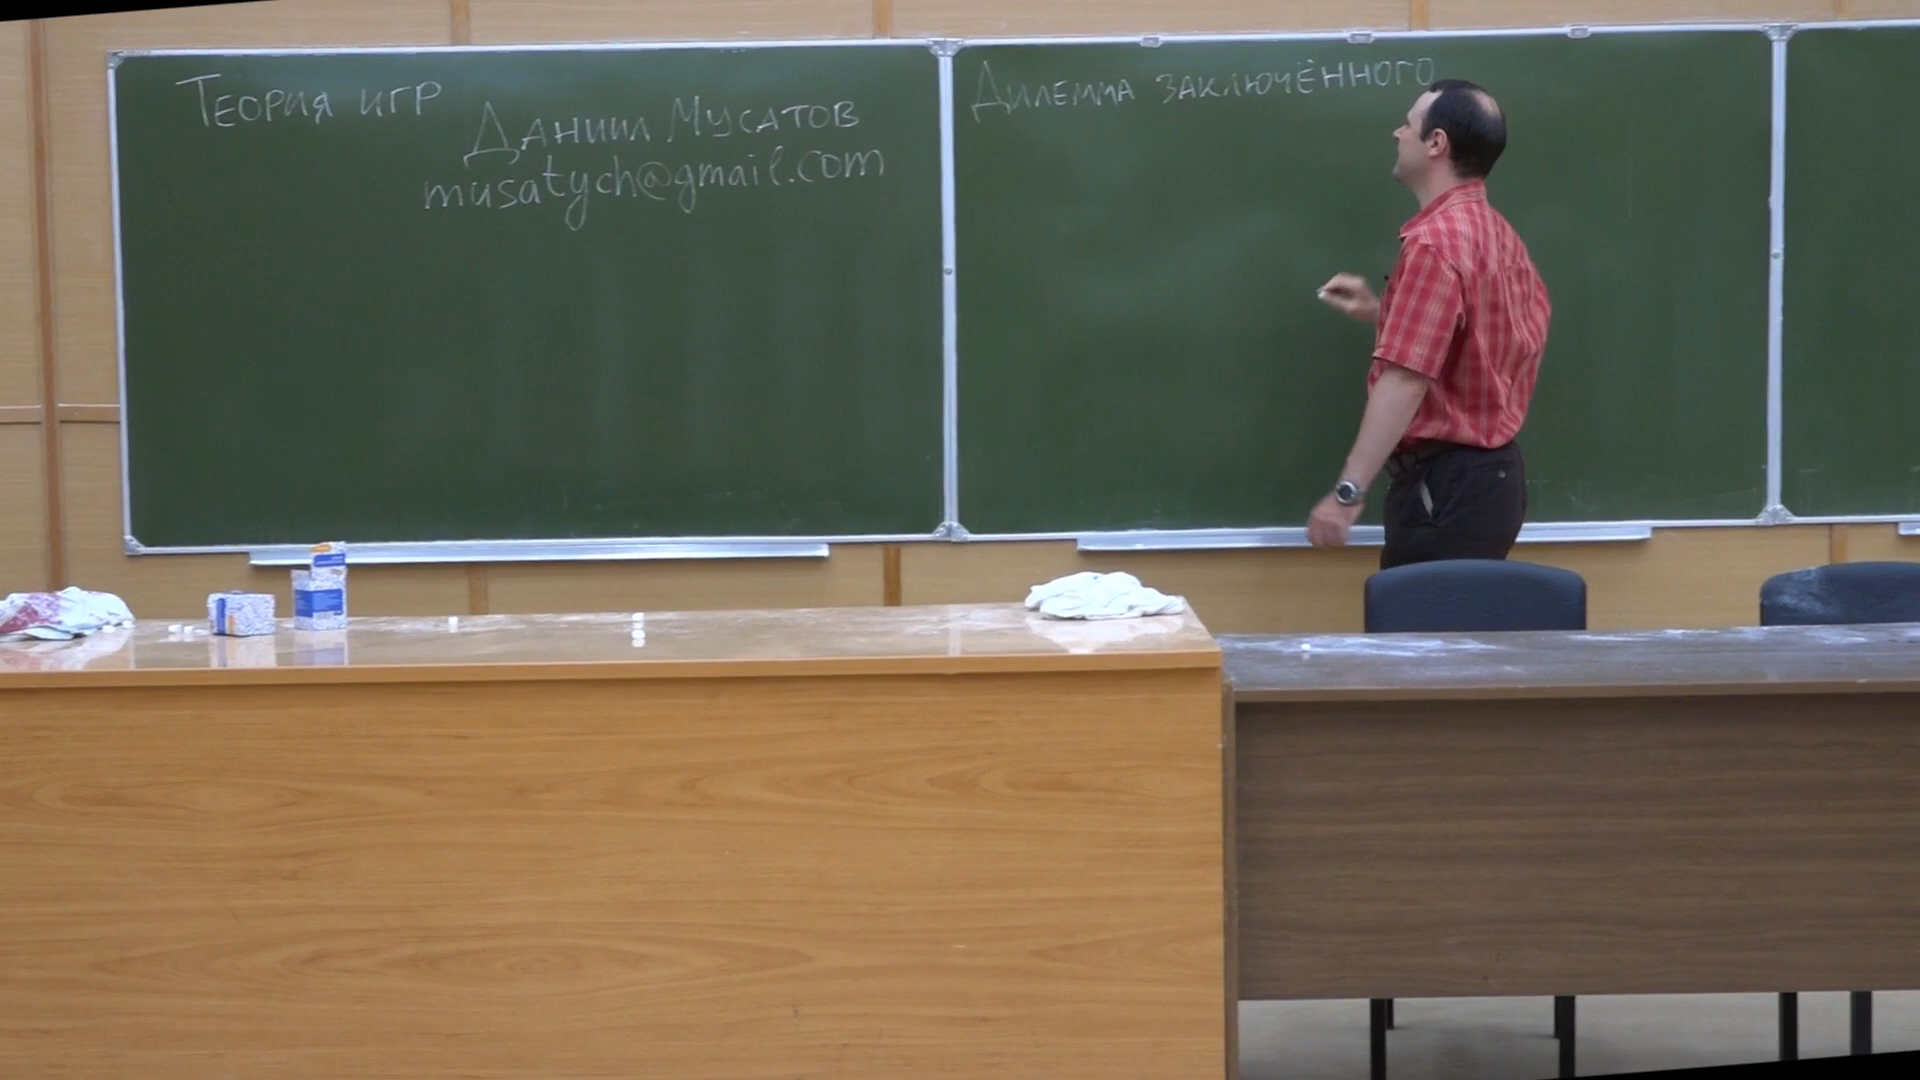 Теория игр
Даниил Мусатов
musatych@gmail.com
Дилемма заключённого